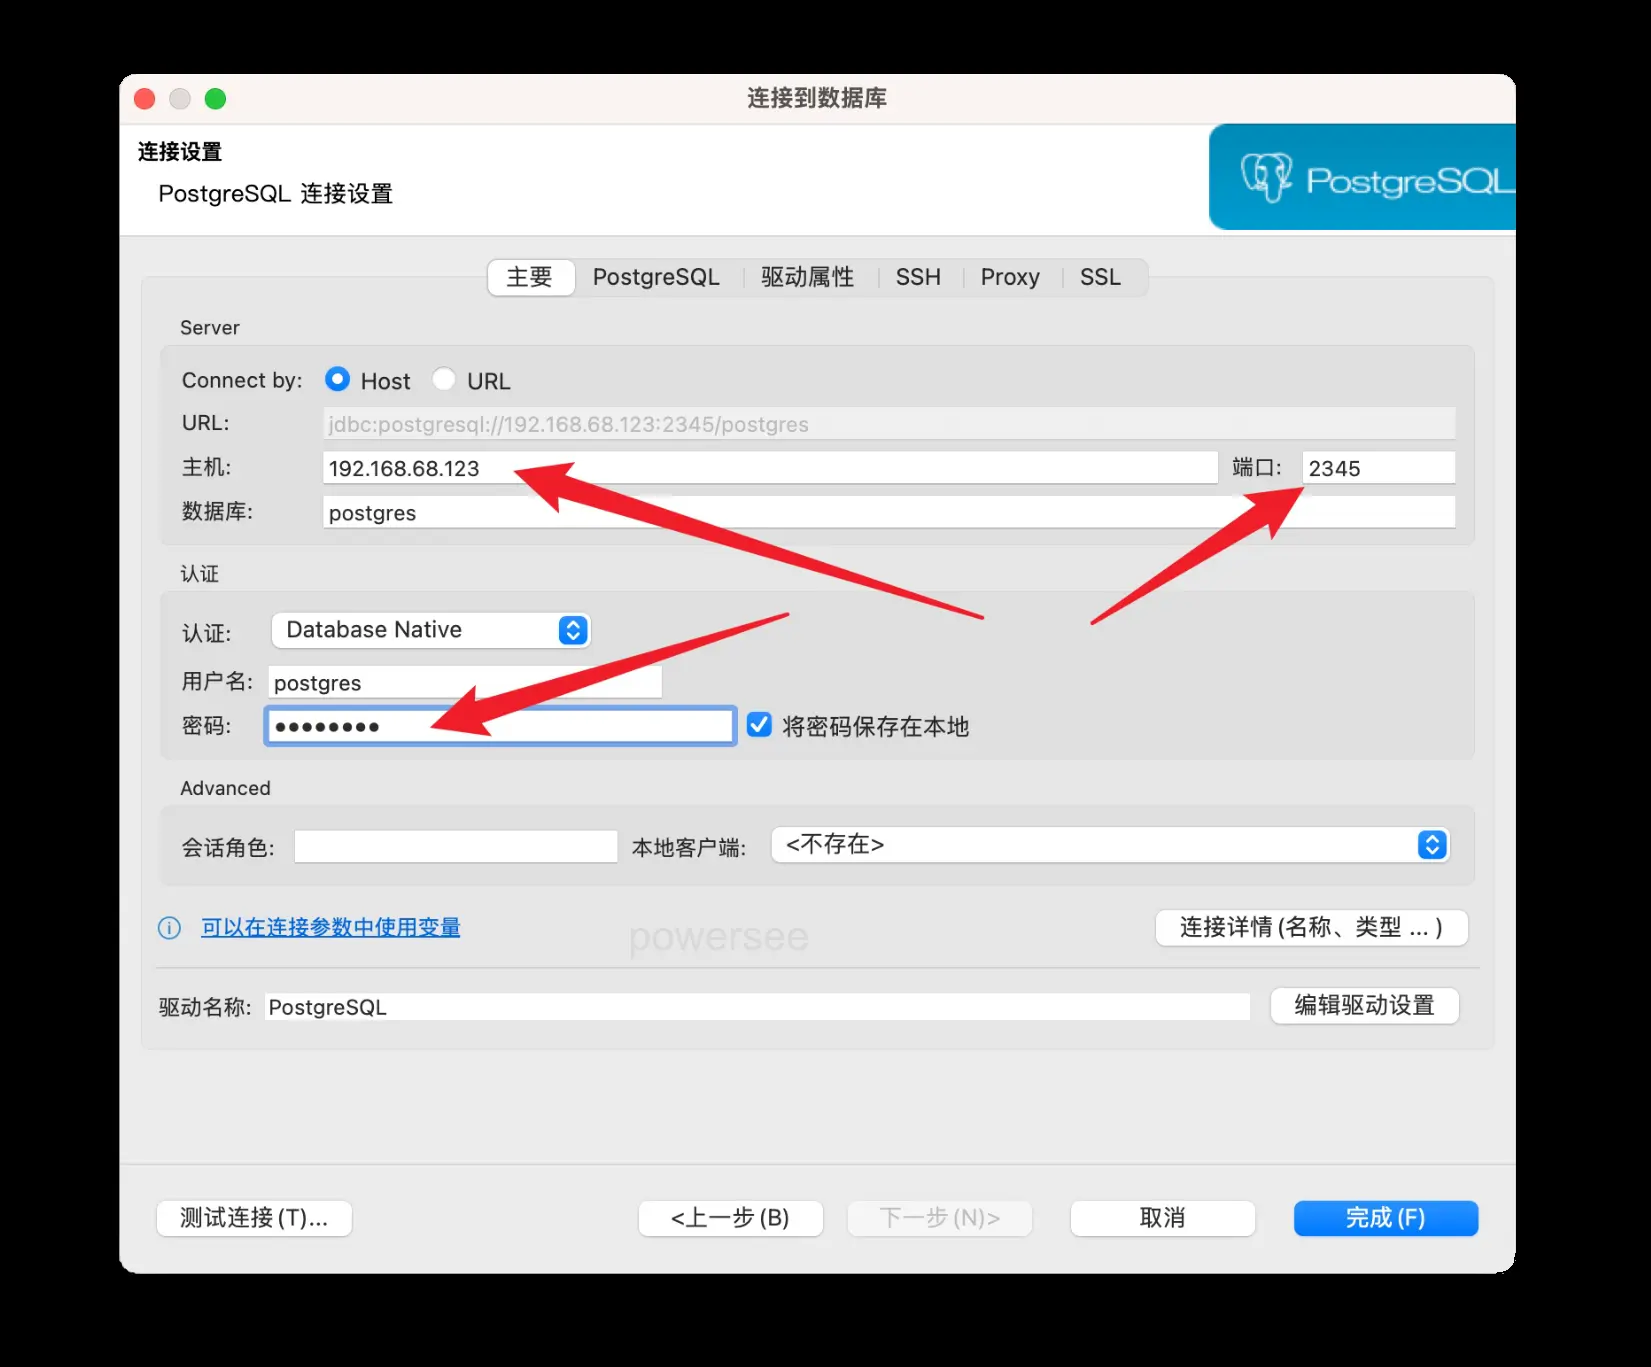 连接到数据库
连接设置
PostgreSQL 连接设置
PostgreSQL
主要 PostgreSQL 驱动属性 SSH Proxy SSL
Server
Connect by: Host URL
URL: jdbc:postgresql://192.168.68.123:2345/postgres
主机: 192.168.68.123 端口: 2345
数据库: postgres
认证
认证: Database Native
用户名: postgres
密码: •••••••• 将密码保存在本地
Advanced
会话角色: 本地客户端: <不存在>
可以在连接参数中使用变量 连接详情(名称、类型 ... )
powersee
驱动名称: PostgreSQL 编辑驱动设置
测试连接(T)... <上一步(B) 下一步(N)> 取消 完成(F)